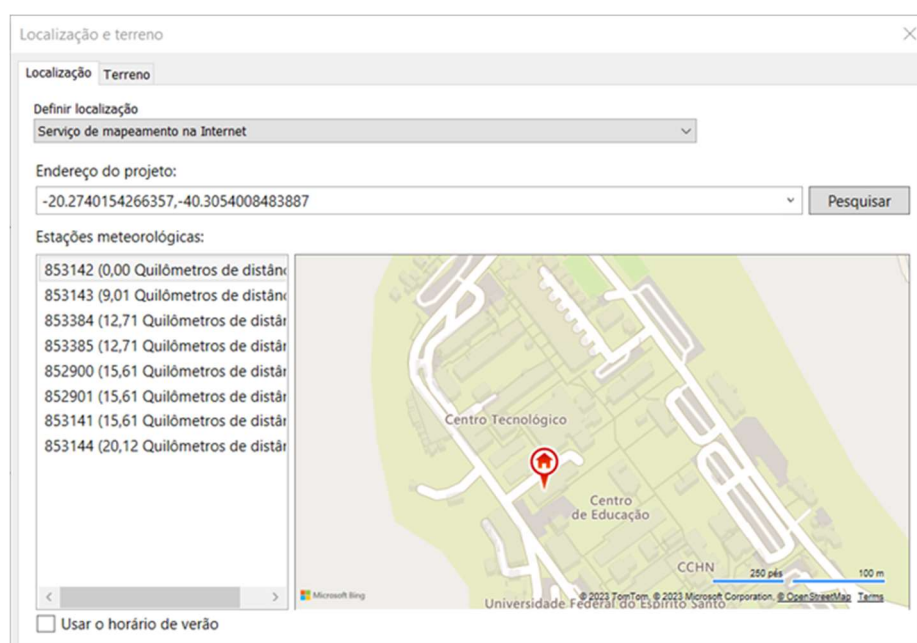 Localização e terreno
Localização Terreno
Definir localização
Serviço de mapeamento na Internet
Endereço do projeto:
-20.2740154266357,-40.3054008483887
Pesquisar
Estações meteorológicas:
853142 (0,00 Quilômetros de distânc
853143 (9,01 Quilômetros de distânc
853384 (12,71 Quilômetros de distâr
853385 (12,71 Quilômetros de distâr
852900 (15,61 Quilômetros de distâr
852901 (15,61 Quilômetros de distâr
853141 (15,61 Quilômetros de distâr
853144 (20,12 Quilômetros de distâr
Centro Tecnológico
Centro
de Educação
CCHN
250 pés 100 m
Microsoft Bing
© 2023 TomTom, © 2023 Microsoft Corporation, © OpenStreetMap Terms
Universidade Federal do Espírito Santo
Usar o horário de verão